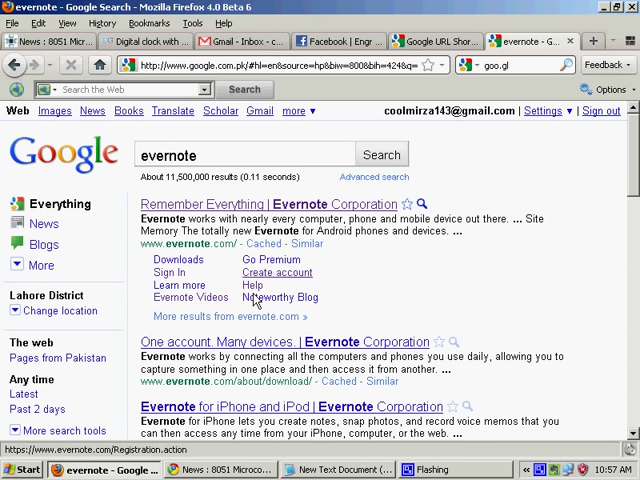 evernote - Google Search - Mozilla Firefox 4.0 Beta 6
File Edit View History Bookmarks Tools Help
News : 8051 Micro...
Digital clock with ...
Gmail - Inbox - c...
Facebook | Engr ...
Google URL Shor...
evernote - G...
http://www.google.com.pk/#hl=en&source=hp&biw=800&bih=424&q=
goo.gl
Feedback
Search the Web
Search
Options
Web Images News Books Translate Scholar Gmail more
coolmirza143@gmail.com | Settings | Sign out
Google
evernote
Search
About 11,500,000 results (0.11 seconds)
Advanced search
Everything
News
Blogs
More
Lahore District
Change location
The web
Pages from Pakistan
Any time
Latest
Past 2 days
More search tools
Remember Everything | Evernote Corporation
Evernote works with nearly every computer, phone and mobile device out there. ... Site
Memory The totally new Evernote for Android phones and devices. ...
www.evernote.com/ - Cached - Similar
Downloads Go Premium
Sign In Create account
Learn more Help
Evernote Videos Noteworthy Blog
More results from evernote.com »
One account. Many devices. | Evernote Corporation
Evernote works by connecting all the computers and phones you use daily, allowing you to
capture something in one place and then access it from another. ...
www.evernote.com/about/download/ - Cached - Similar
Evernote for iPhone and iPod | Evernote Corporation
Evernote for iPhone lets you create notes, snap photos, and record voice memos that you
can then access any time from your iPhone, computer, or the web. ...
https://www.evernote.com/Registration.action
Start
evernote - Google ...
News : 8051 Microco...
New Text Document (...
Flashing
10:57 AM